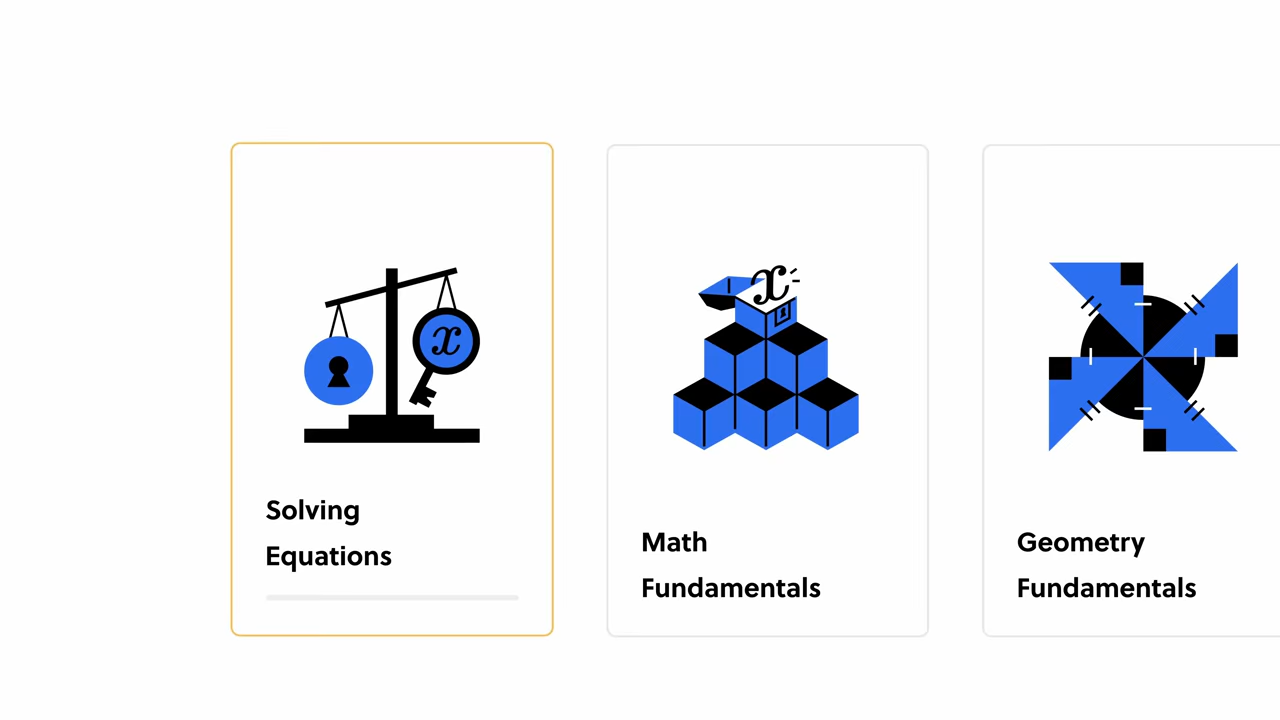 x
x
Solving
Equations
Math
Fundamentals
Geometry
Fundamentals